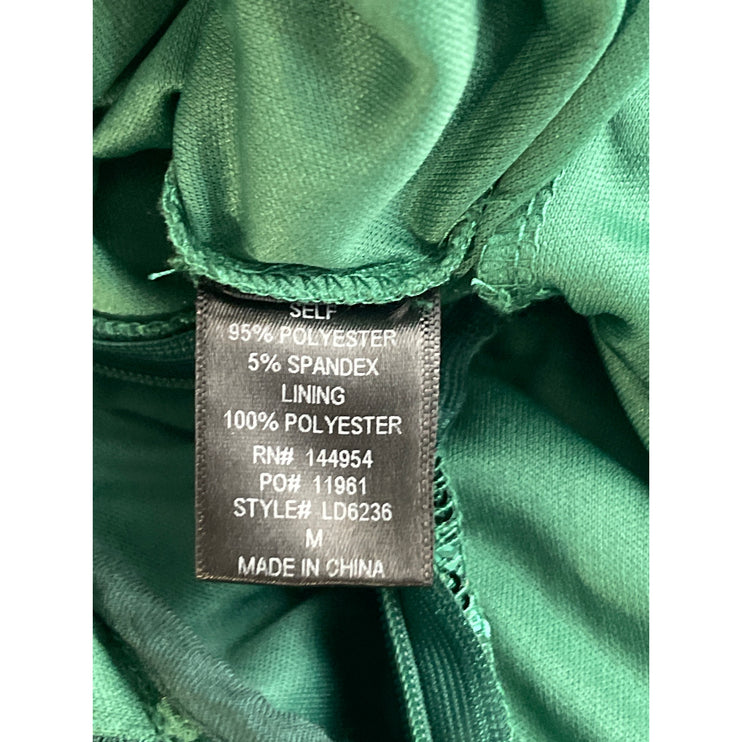 SELF
95% POLYESTER
5% SPANDEX
LINING
100% POLYESTER
RN# 144954
PO# 11961
STYLE# LD6236
M
MADE IN CHINA